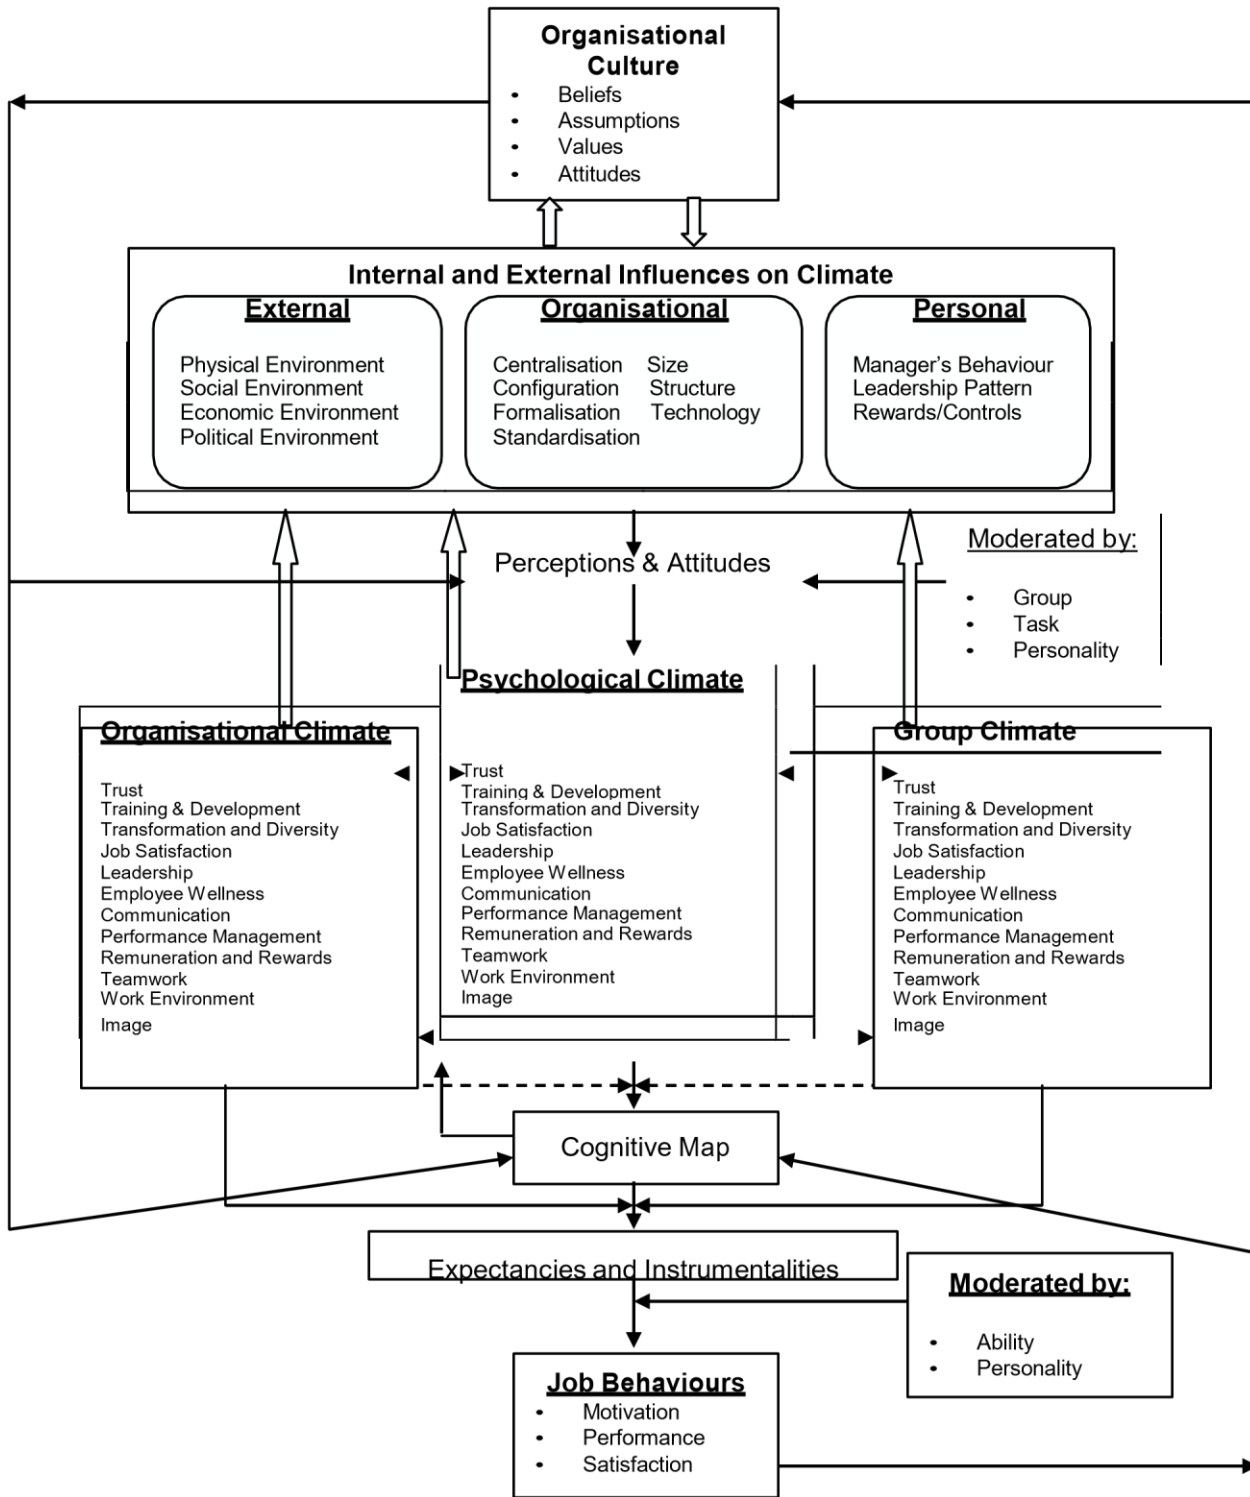 Organisational
Culture
• Beliefs
• Assumptions
• Values
• Attitudes
Internal and External Influences on Climate
External
Physical Environment
Social Environment
Economic Environment
Political Environment
Organisational
Centralisation Size
Configuration Structure
Formalisation Technology
Standardisation
Personal
Manager's Behaviour
Leadership Pattern
Rewards/Controls
Perceptions & Attitudes
Moderated by:
• Group
• Task
• Personality
Organisational Climate
Trust
Training & Development
Transformation and Diversity
Job Satisfaction
Leadership
Employee Wellness
Communication
Performance Management
Remuneration and Rewards
Teamwork
Work Environment
Image
Psychological Climate
Trust
Training & Development
Transformation and Diversity
Job Satisfaction
Leadership
Employee Wellness
Communication
Performance Management
Remuneration and Rewards
Teamwork
Work Environment
Image
Group Climate
Trust
Training & Development
Transformation and Diversity
Job Satisfaction
Leadership
Employee Wellness
Communication
Performance Management
Remuneration and Rewards
Teamwork
Work Environment
Image
Cognitive Map
Expectancies and Instrumentalities
Moderated by:
• Ability
• Personality
Job Behaviours
• Motivation
• Performance
• Satisfaction